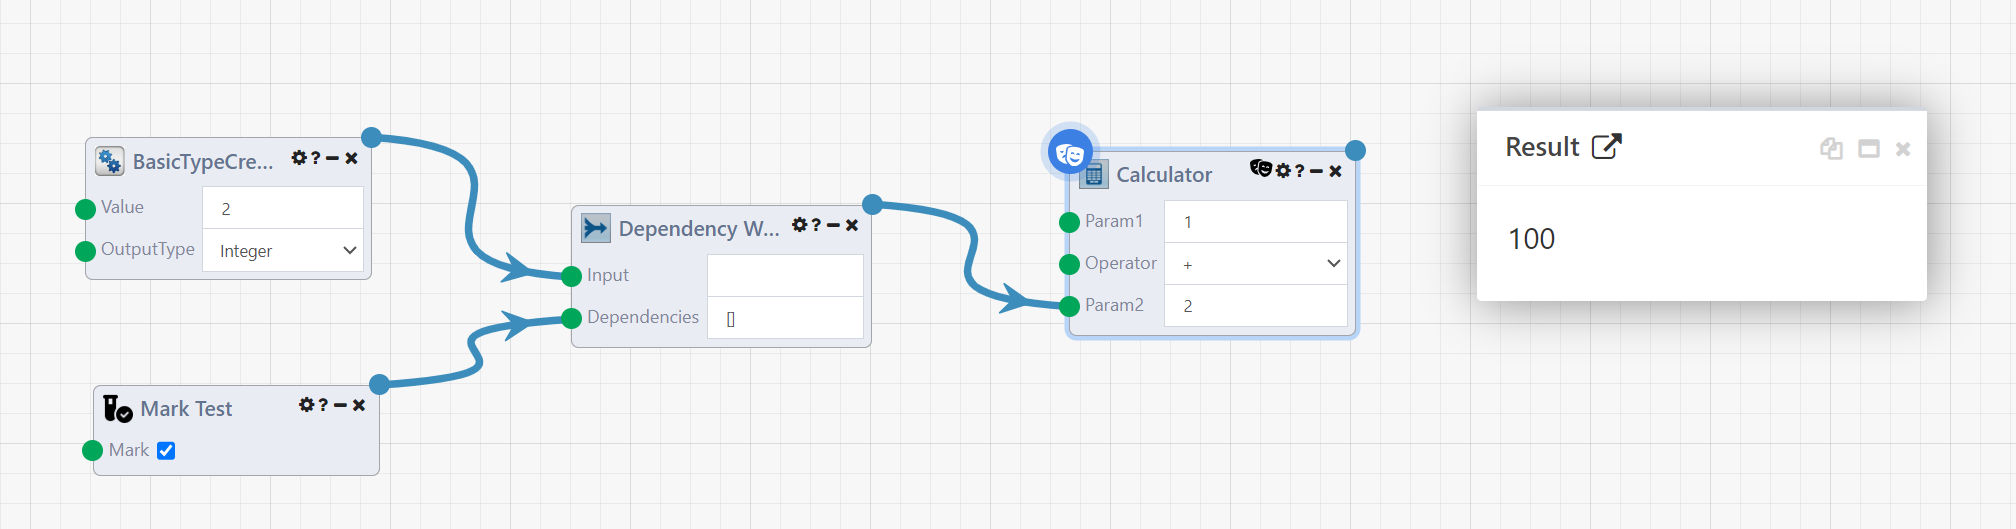 BasicTypeCre... ?
Value 2
OutputType Integer
Dependency W... ?
Input
Dependencies []
Mark Test ?
Mark
Calculator ?
Param1 1
Operator +
Param2 2
Result
100